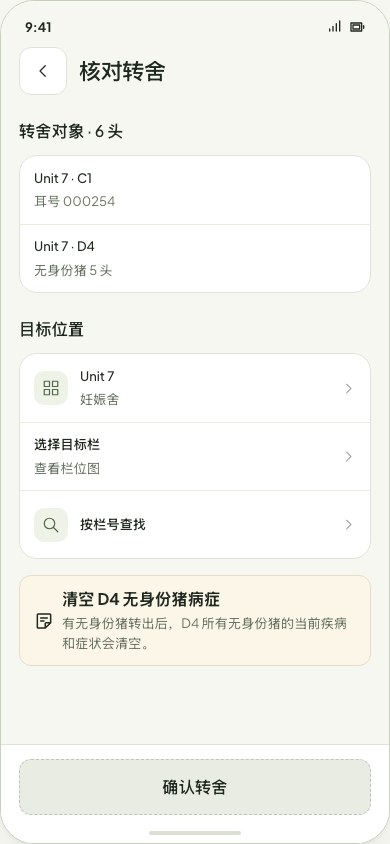 9:41
核对转舍
转舍对象 · 6 头
Unit 7 · C1
耳号 000254
Unit 7 · D4
无身份猪 5 头
目标位置
Unit 7
妊娠舍
选择目标栏
查看栏位图
按栏号查找
清空 D4 无身份猪病症
有无身份猪转出后，D4 所有无身份猪的当前疾病
和症状会清空。
确认转舍